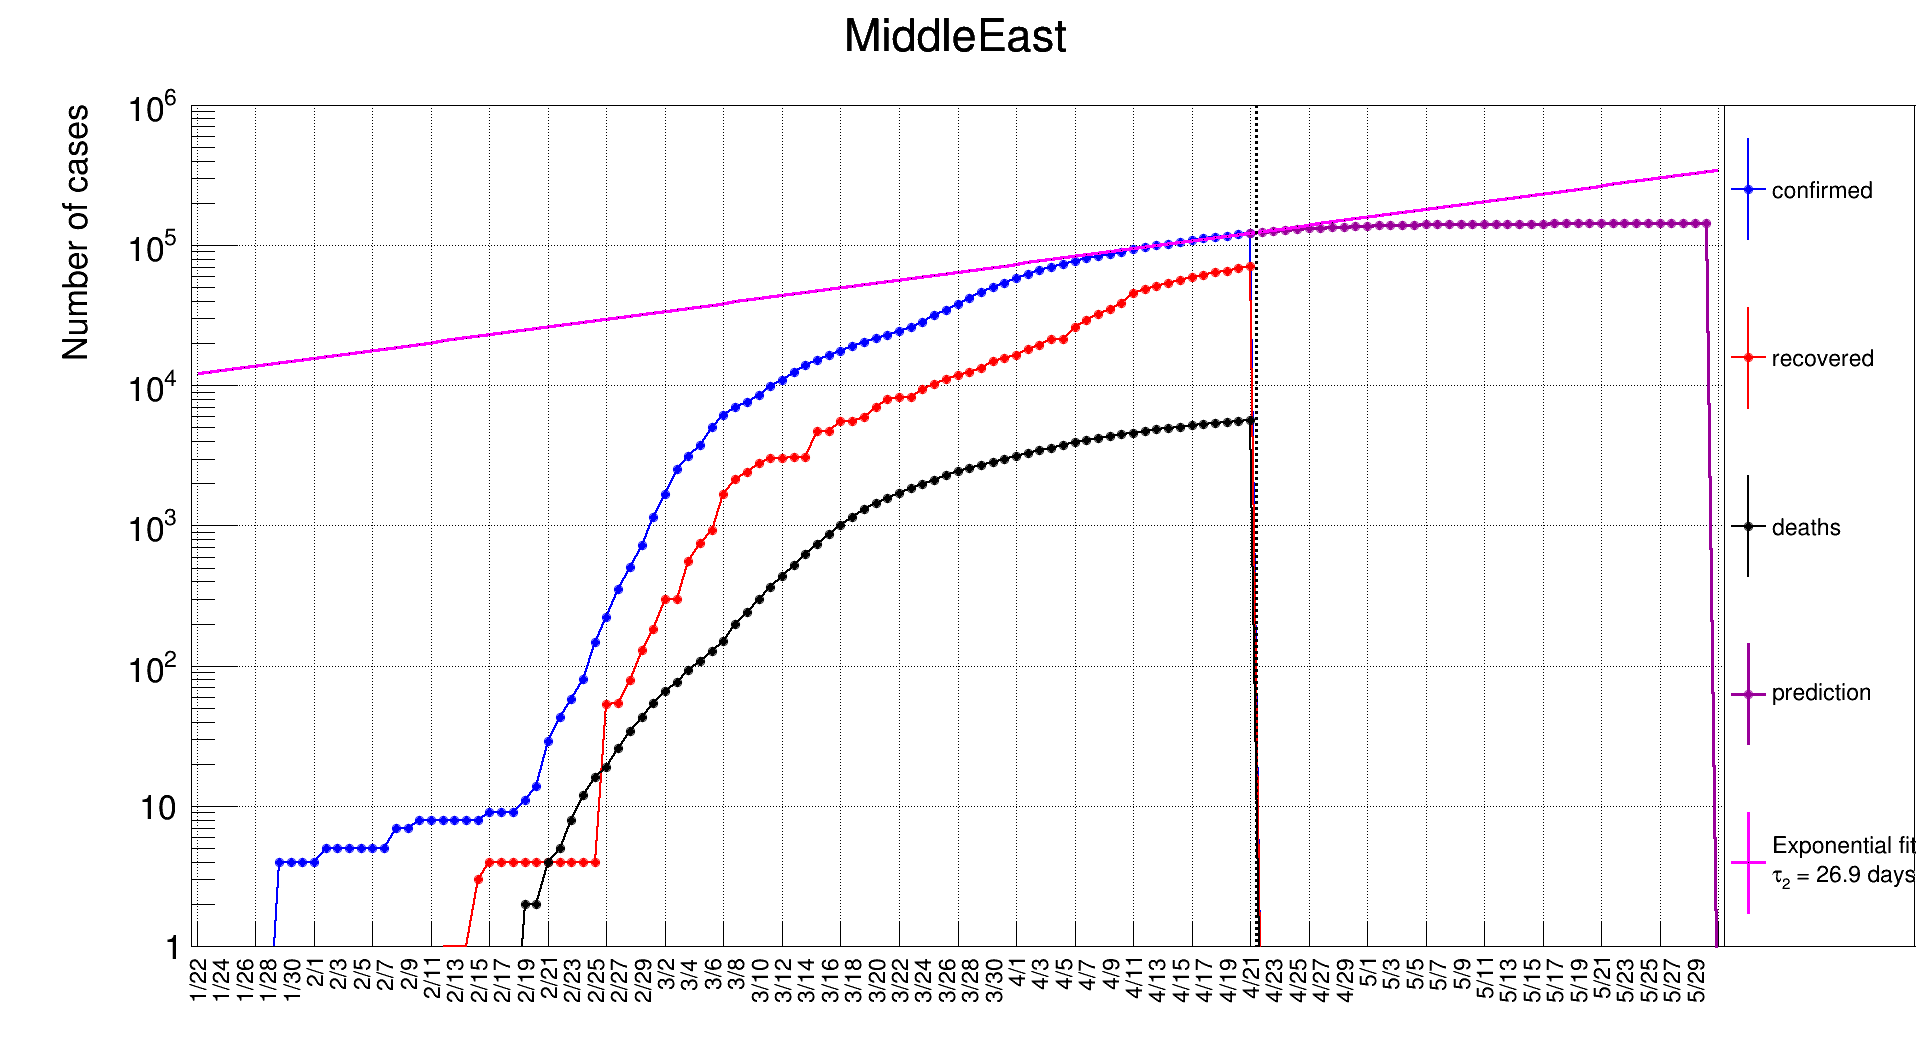 MiddleEast
Number of cases
10^6
10^5
10^4
10^3
10^2
10
1
1/22 1/24 1/26 1/28 1/30 2/1 2/3 2/5 2/7 2/9 2/11 2/13 2/15 2/17 2/19 2/21 2/23 2/25 2/27 2/29 3/2 3/4 3/6 3/8 3/10 3/12 3/14 3/16 3/18 3/20 3/22 3/24 3/26 3/28 3/30 4/1 4/3 4/5 4/7 4/9 4/11 4/13 4/15 4/17 4/19 4/21 4/23 4/25 4/27 4/29 5/1 5/3 5/5 5/7 5/9 5/11 5/13 5/15 5/17 5/19 5/21 5/23 5/25 5/27 5/29
confirmed
recovered
deaths
prediction
Exponential fit
τ₂ = 26.9 days